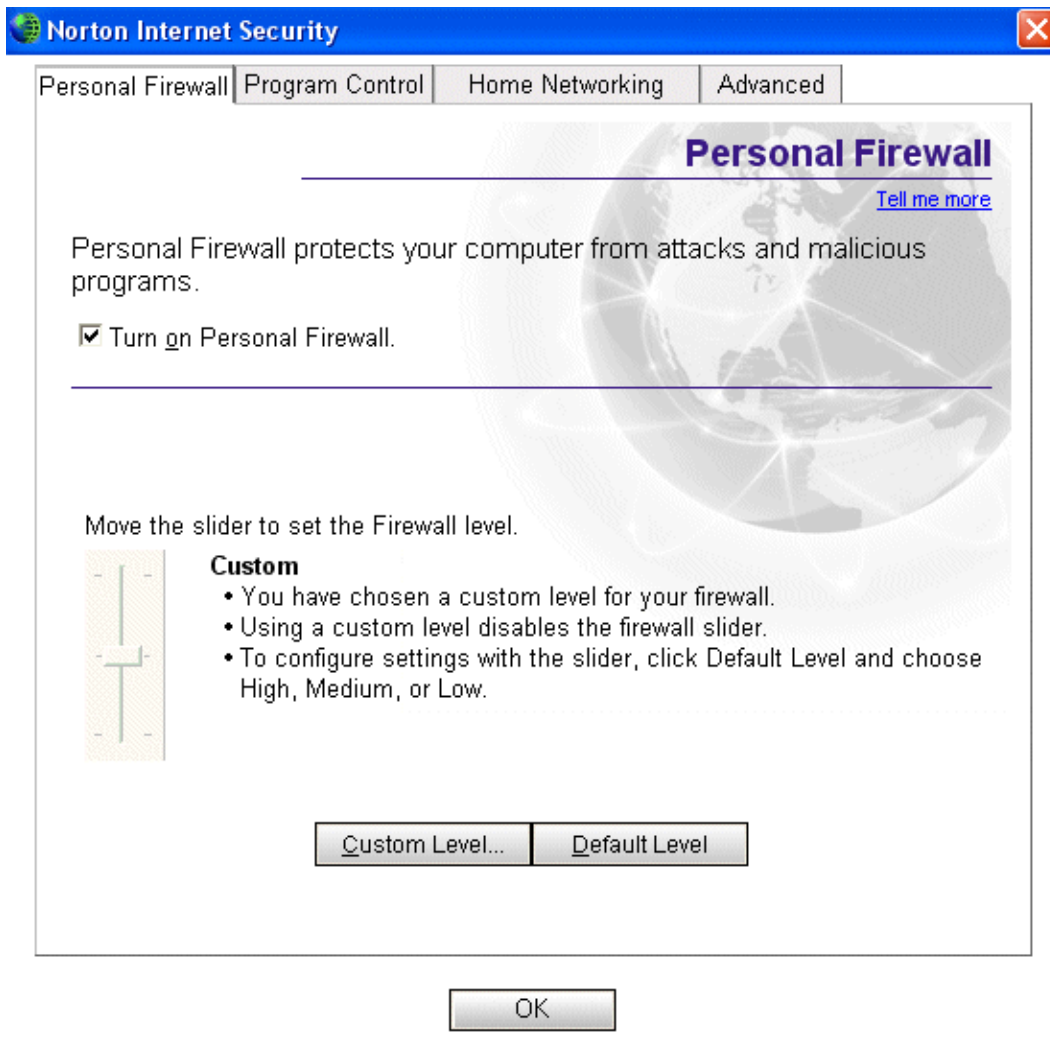 Norton Internet Security
Personal Firewall
Program Control
Home Networking
Advanced
Personal Firewall
Tell me more
Personal Firewall protects your computer from attacks and malicious
programs.
Turn on Personal Firewall.
Move the slider to set the Firewall level.
Custom
• You have chosen a custom level for your firewall.
• Using a custom level disables the firewall slider.
• To configure settings with the slider, click Default Level and choose
High, Medium, or Low.
Custom Level...
Default Level
OK